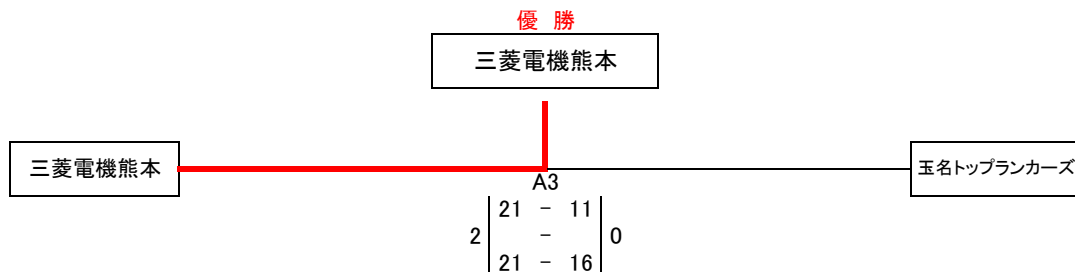 優 勝
三菱電機熊本
三菱電機熊本
玉名トップランカーズ
A3
21 - 11
2 - 0
21 - 16